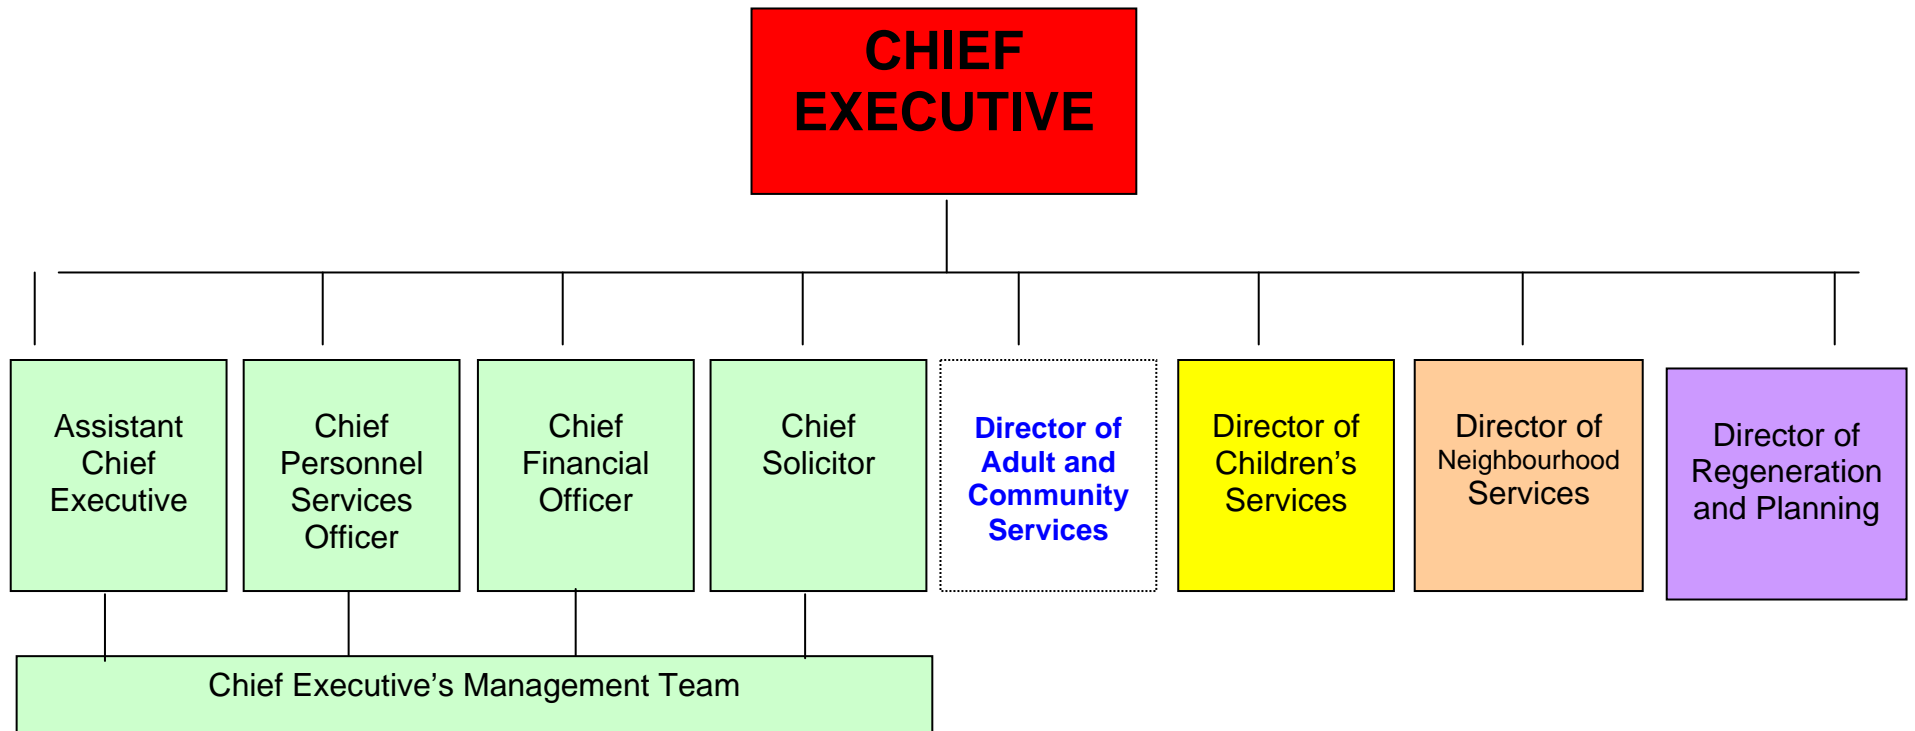 CHIEF
EXECUTIVE
Assistant
Chief
Executive
Chief
Personnel
Services
Officer
Chief
Financial
Officer
Chief
Solicitor
Director of
Adult and
Community
Services
Director of
Children’s
Services
Director of
Neighbourhood
Services
Director of
Regeneration
and Planning
Chief Executive’s Management Team